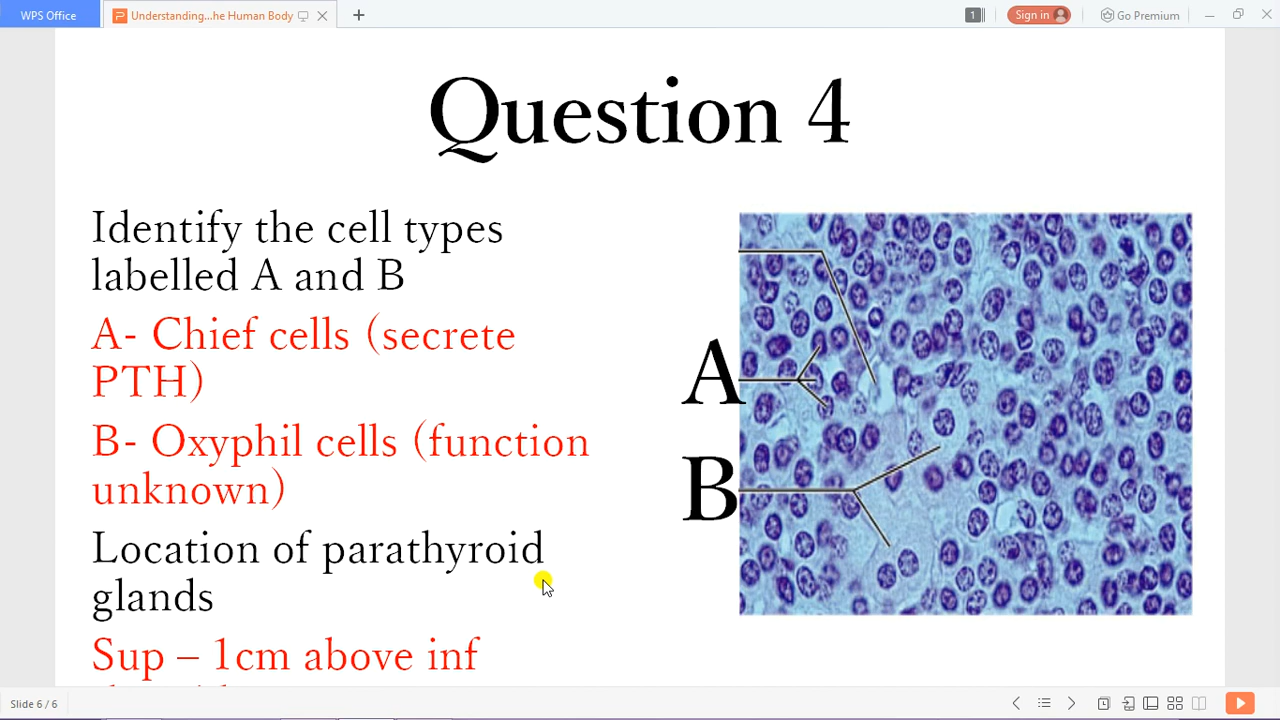 WPS Office
Understanding...he Human Body
1
Sign in
Go Premium
Question 4
Identify the cell types
labelled A and B
A- Chief cells (secrete
PTH)
B- Oxyphil cells (function
unknown)
Location of parathyroid
glands
Sup – 1cm above inf
A
B
Slide 6 / 6